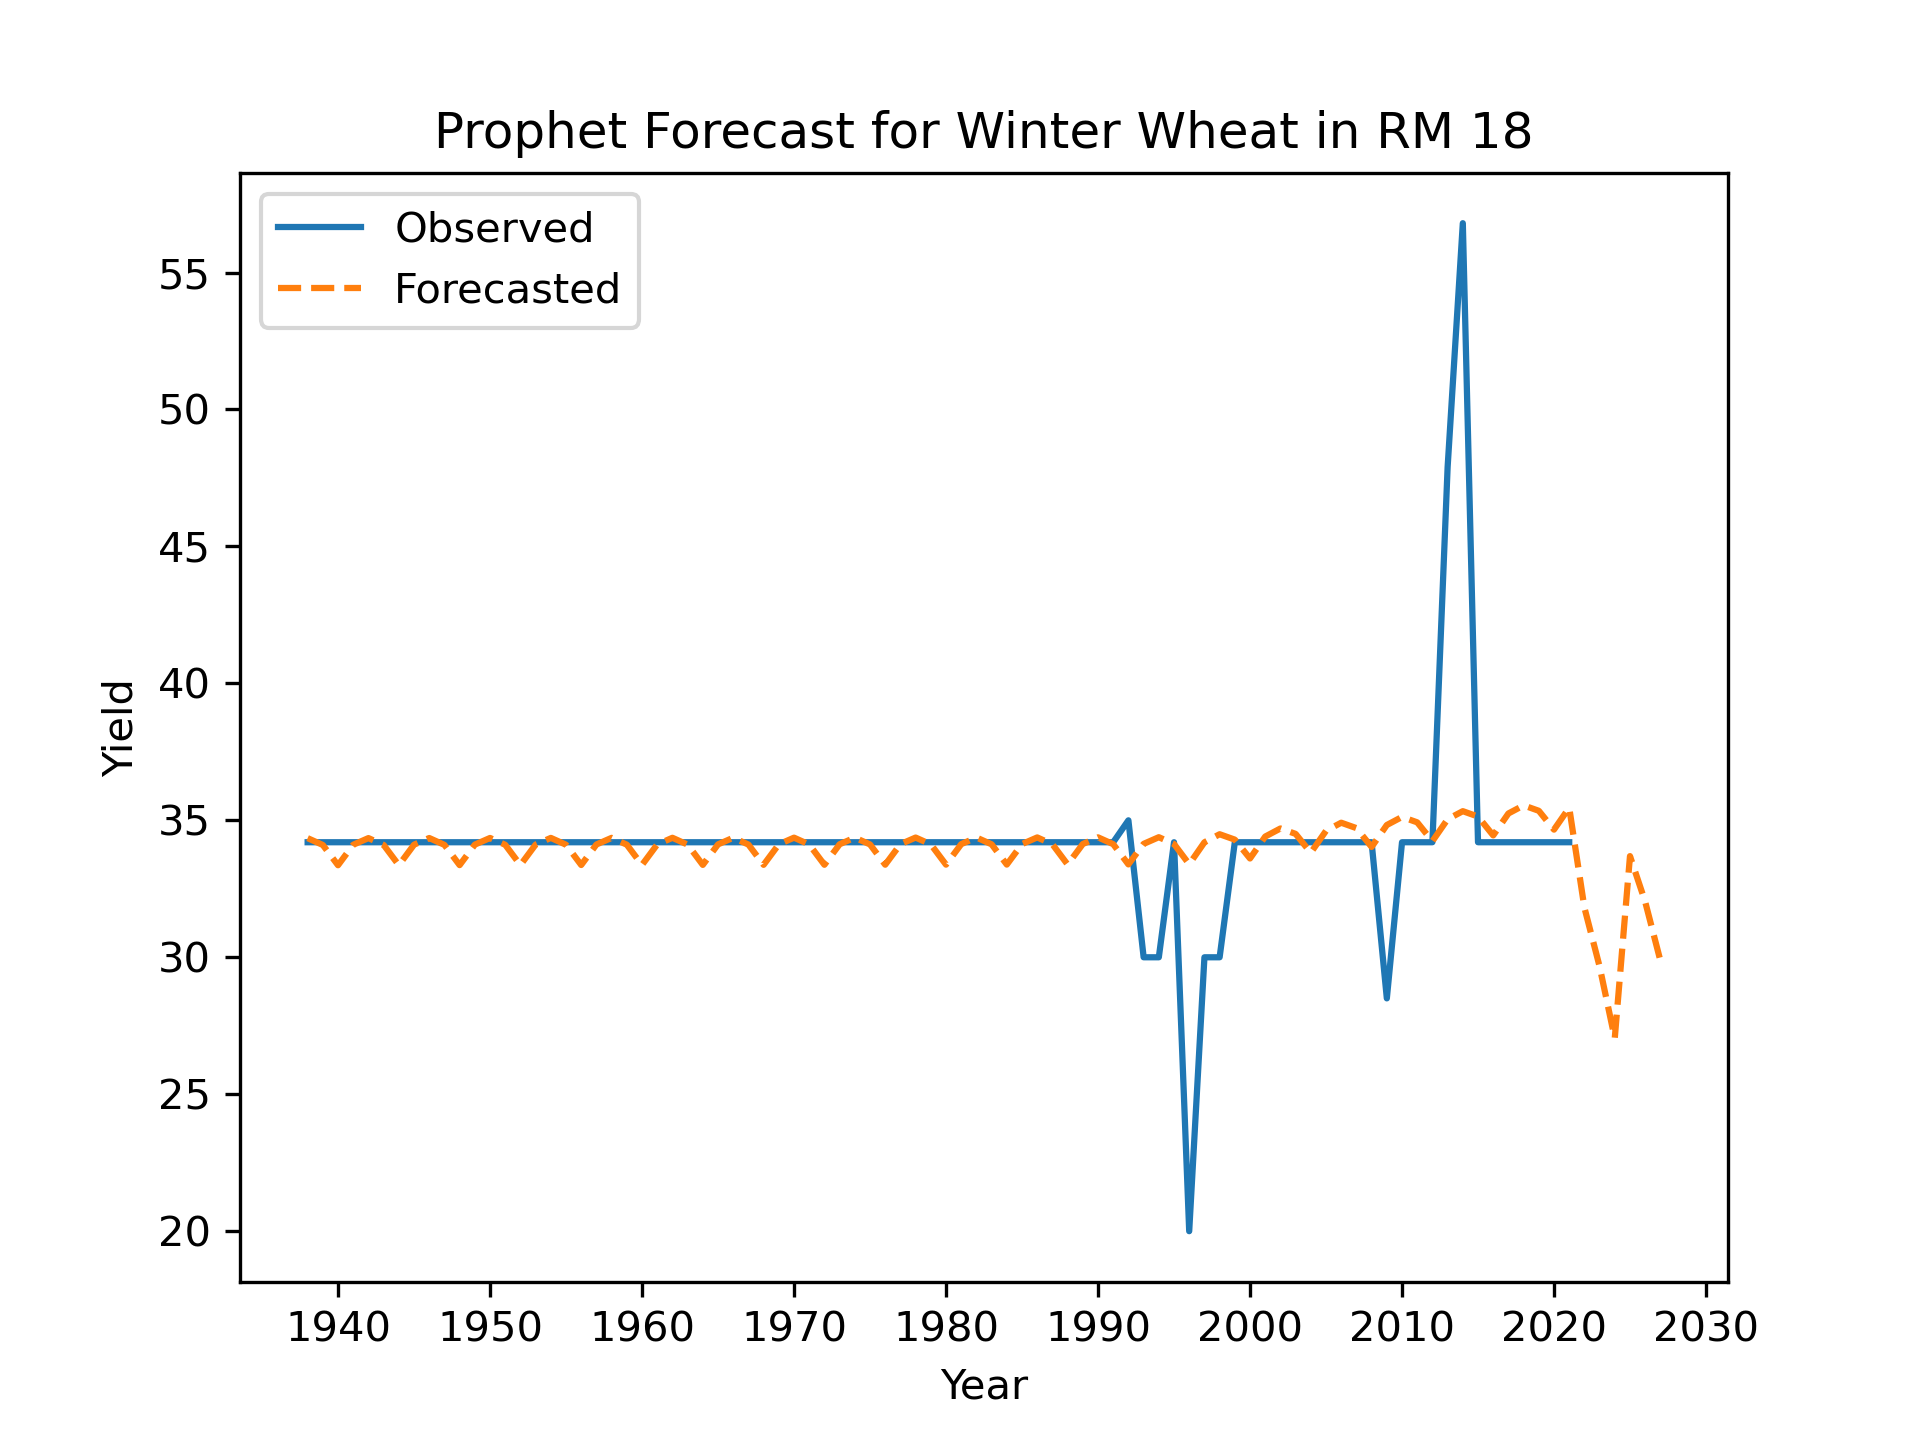 Prophet Forecast for Winter Wheat in RM 18
Observed
Forecasted
55
50
45
40
35
30
25
20
Yield
1940 1950 1960 1970 1980 1990 2000 2010 2020 2030
Year